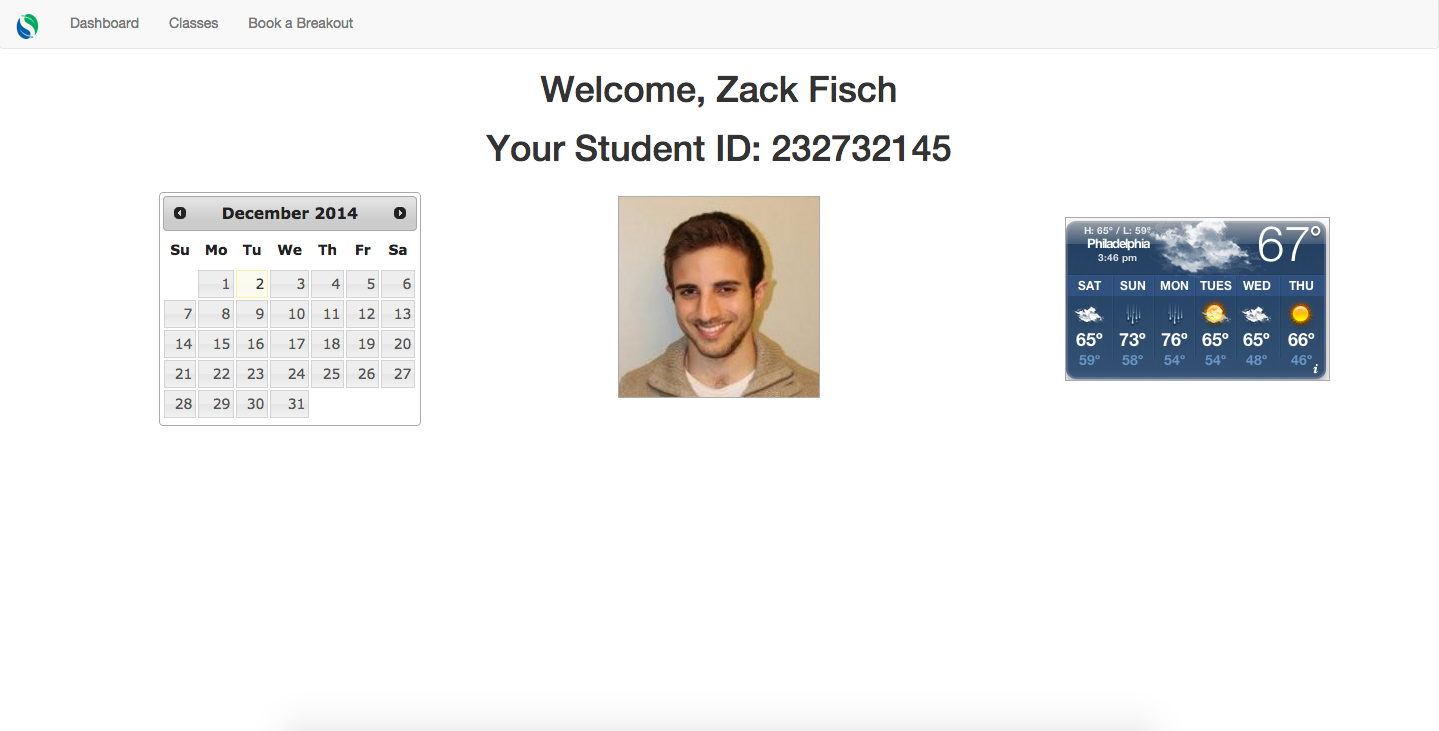 Dashboard Classes Book a Breakout
Welcome, Zack Fisch
Your Student ID: 232732145
December 2014
Su Mo Tu We Th Fr Sa
1 2 3 4 5 6
7 8 9 10 11 12 13
14 15 16 17 18 19 20
21 22 23 24 25 26 27
28 29 30 31
H: 65° / L: 59°
Philadelphia
3:46 pm
67°
SAT SUN MON TUES WED THU
65° 73° 76° 65° 65° 66°
59° 58° 54° 54° 48° 46°
i